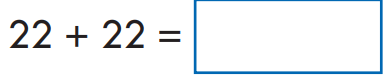 22 + 22 =